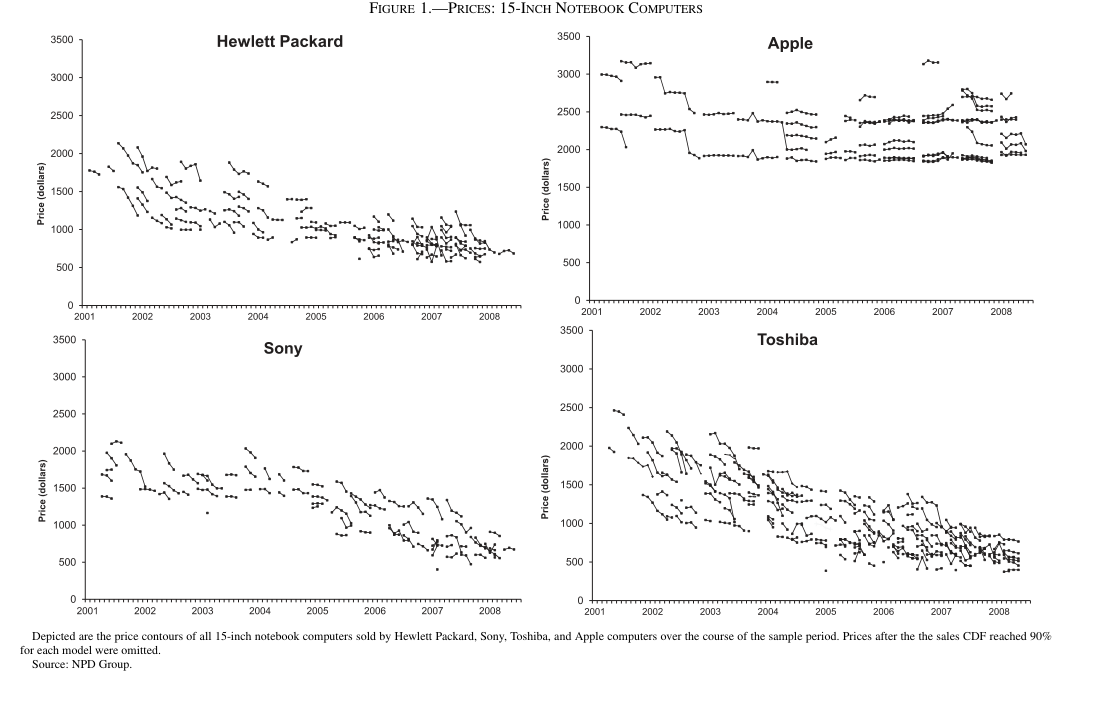 FIGURE 1.—PRICES: 15-INCH NOTEBOOK COMPUTERS
Hewlett Packard
Price (dollars)
3500
3000
2500
2000
1500
1000
500
0
2001 2002 2003 2004 2005 2006 2007 2008
Apple
Price (dollars)
3500
3000
2500
2000
1500
1000
500
0
2001 2002 2003 2004 2005 2006 2007 2008
Sony
Price (dollars)
3500
3000
2500
2000
1500
1000
500
0
2001 2002 2003 2004 2005 2006 2007 2008
Toshiba
Price (dollars)
3500
3000
2500
2000
1500
1000
500
0
2001 2002 2003 2004 2005 2006 2007 2008
Depicted are the price contours of all 15-inch notebook computers sold by Hewlett Packard, Sony, Toshiba, and Apple computers over the course of the sample period. Prices after the the sales CDF reached 90%
for each model were omitted.
Source: NPD Group.